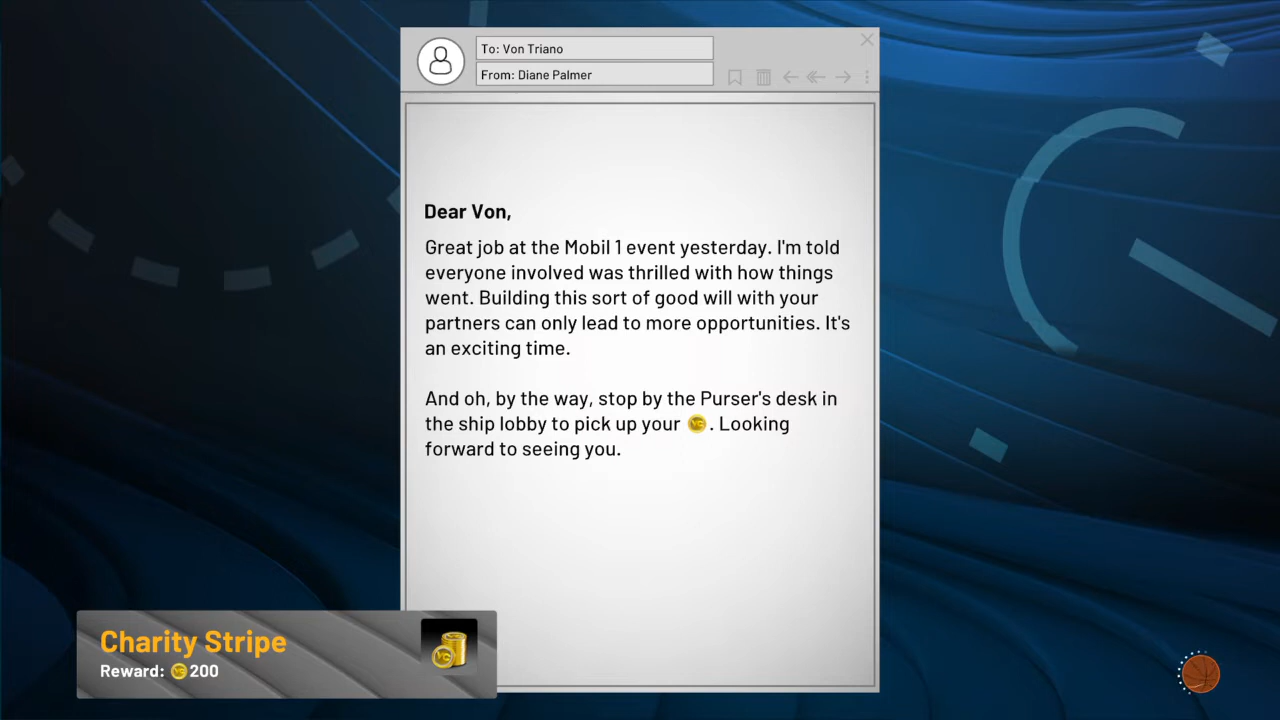 To: Von Triano
From: Diane Palmer
Dear Von,
Great job at the Mobil 1 event yesterday. I'm told
everyone involved was thrilled with how things
went. Building this sort of good will with your
partners can only lead to more opportunities. It's
an exciting time.
And oh, by the way, stop by the Purser's desk in
the ship lobby to pick up your VC. Looking
forward to seeing you.
Charity Stripe
Reward: VC 200